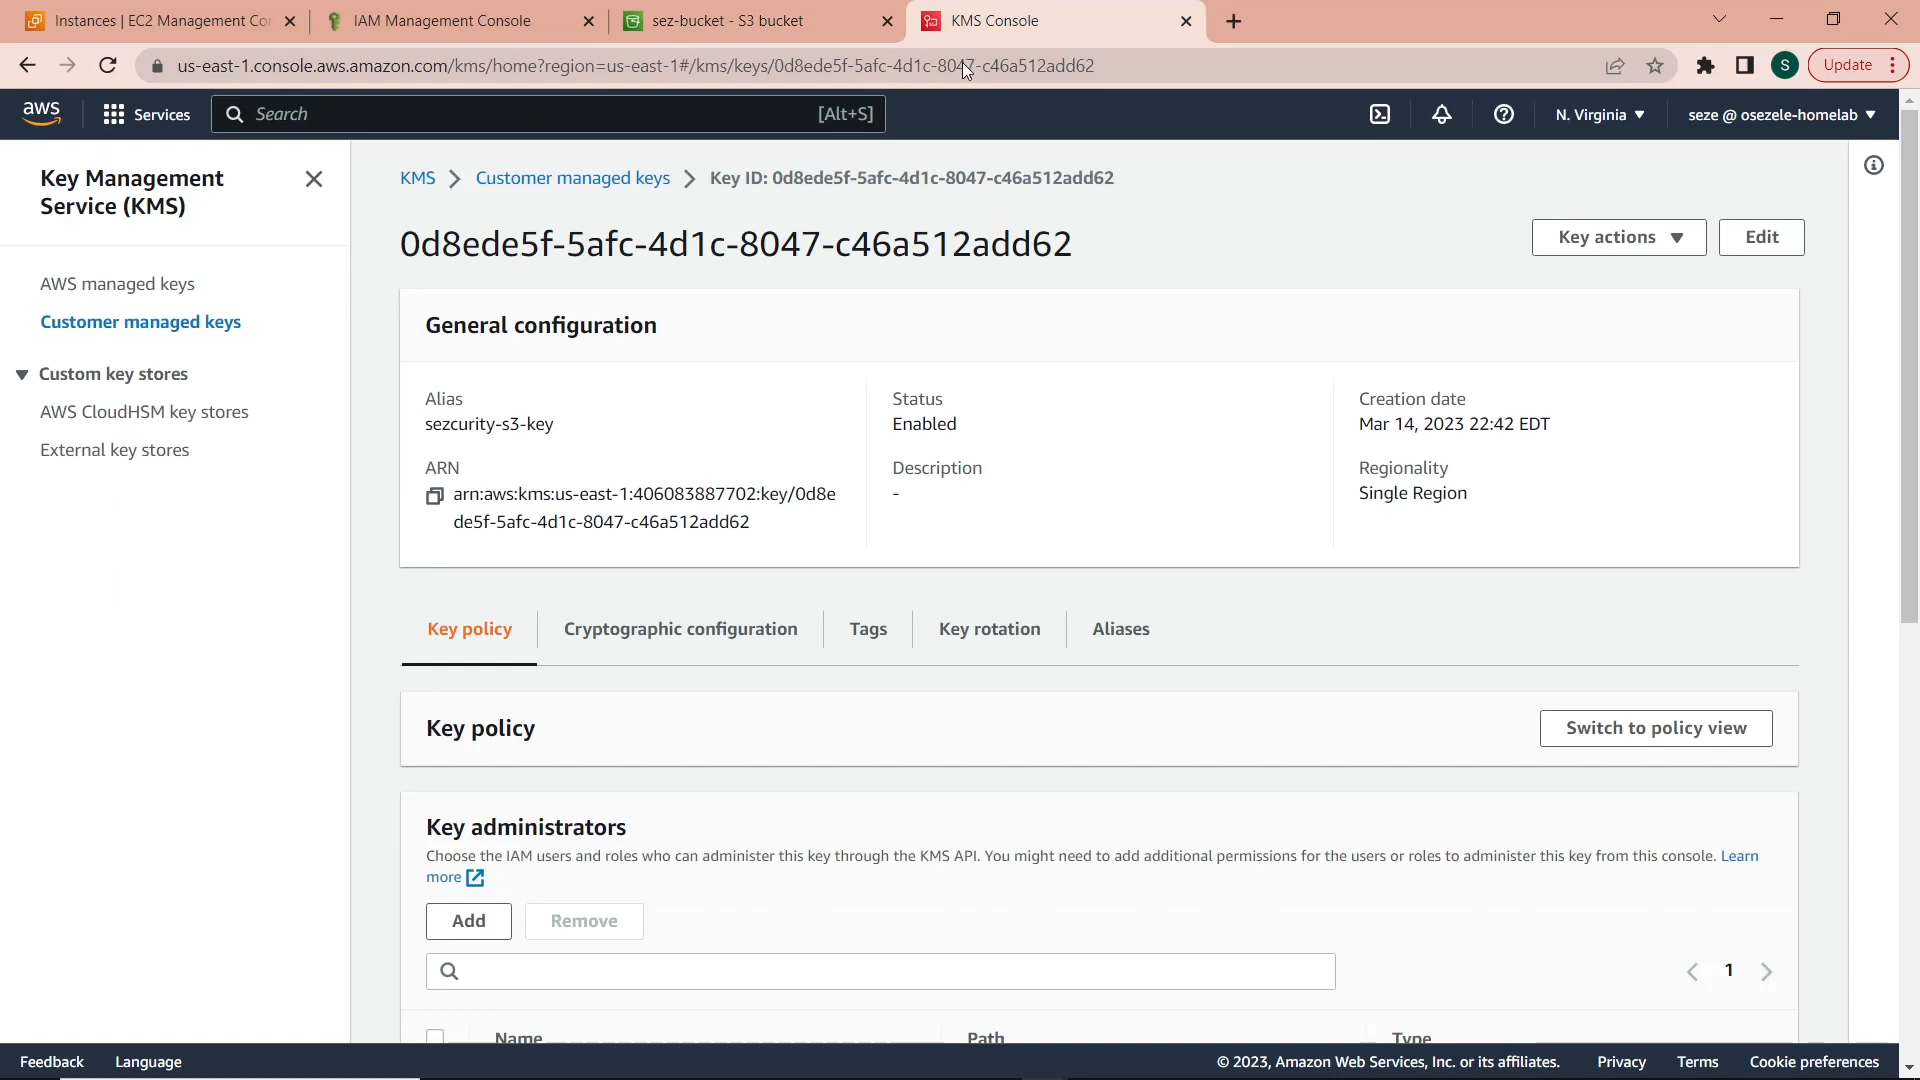 Instances | EC2 Management Con
IAM Management Console
sez-bucket - S3 bucket
KMS Console
us-east-1.console.aws.amazon.com/kms/home?region=us-east-1#/kms/keys/0d8ede5f-5afc-4d1c-8047-c46a512add62
S
Update
aws
Services
Search
[Alt+S]
N. Virginia
seze @ osezele-homelab
Key Management
Service (KMS)
AWS managed keys
Customer managed keys
Custom key stores
AWS CloudHSM key stores
External key stores
KMS
Customer managed keys
Key ID: 0d8ede5f-5afc-4d1c-8047-c46a512add62
0d8ede5f-5afc-4d1c-8047-c46a512add62
Key actions
Edit
General configuration
Alias
sezcurity-s3-key
Status
Enabled
Creation date
Mar 14, 2023 22:42 EDT
ARN
arn:aws:kms:us-east-1:406083887702:key/0d8e
de5f-5afc-4d1c-8047-c46a512add62
Description
-
Regionality
Single Region
Key policy
Cryptographic configuration
Tags
Key rotation
Aliases
Key policy
Switch to policy view
Key administrators
Choose the IAM users and roles who can administer this key through the KMS API. You might need to add additional permissions for the users or roles to administer this key from this console. Learn
more
Add
Remove
1
Name
Path
Type
Feedback
Language
© 2023, Amazon Web Services, Inc. or its affiliates.
Privacy
Terms
Cookie preferences